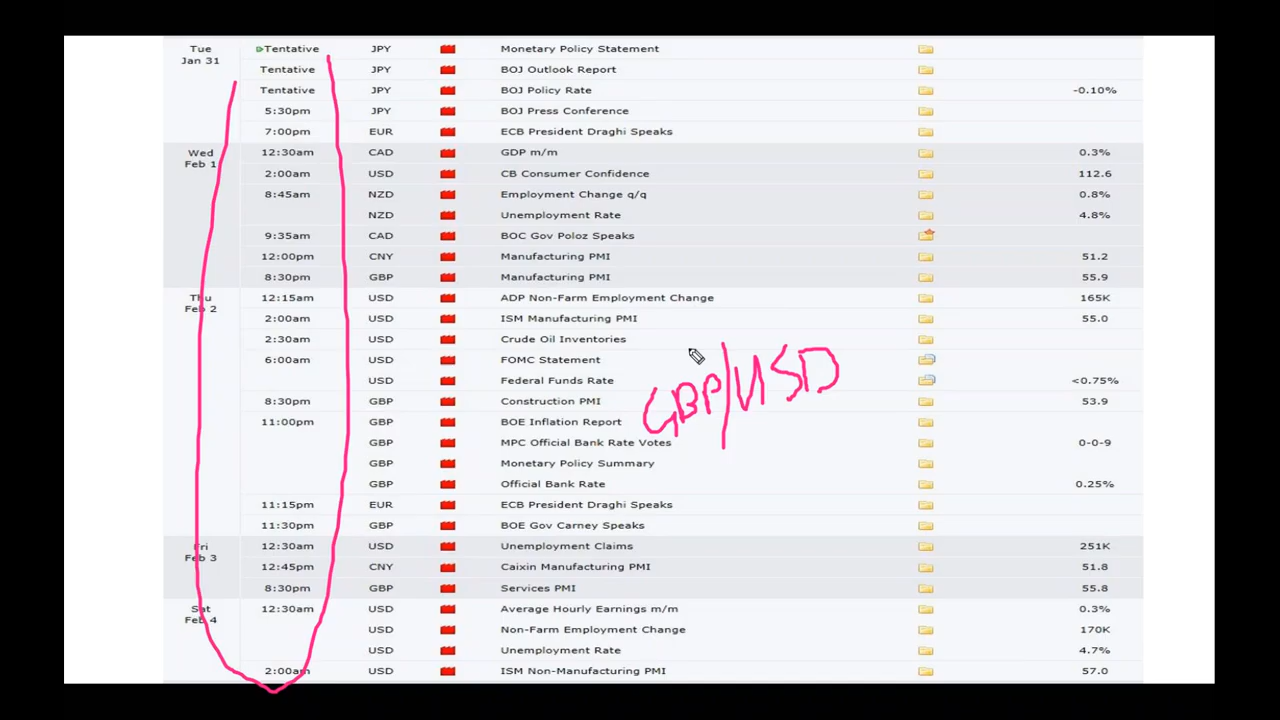 Tue Jan 31 Tentative JPY Monetary Policy Statement
Tentative JPY BOJ Outlook Report
Tentative JPY BOJ Policy Rate -0.10%
5:30pm JPY BOJ Press Conference
7:00pm EUR ECB President Draghi Speaks
Wed Feb 1 12:30am CAD GDP m/m 0.3%
2:00am USD CB Consumer Confidence 112.6
8:45am NZD Employment Change q/q 0.8%
NZD Unemployment Rate 4.8%
9:35am CAD BOC Gov Poloz Speaks
12:00pm CNY Manufacturing PMI 51.2
8:30pm GBP Manufacturing PMI 55.9
Thu Feb 2 12:15am USD ADP Non-Farm Employment Change 165K
2:00am USD ISM Manufacturing PMI 55.0
2:30am USD Crude Oil Inventories
6:00am USD FOMC Statement
USD Federal Funds Rate <0.75%
GBP/USD
8:30pm GBP Construction PMI 53.9
11:00pm GBP BOE Inflation Report
GBP MPC Official Bank Rate Votes 0-0-9
GBP Monetary Policy Summary
GBP Official Bank Rate 0.25%
11:15pm EUR ECB President Draghi Speaks
11:30pm GBP BOE Gov Carney Speaks
Fri Feb 3 12:30am USD Unemployment Claims 251K
12:45pm CNY Caixin Manufacturing PMI 51.8
8:30pm GBP Services PMI 55.8
Sat Feb 4 12:30am USD Average Hourly Earnings m/m 0.3%
USD Non-Farm Employment Change 170K
USD Unemployment Rate 4.7%
2:00am USD ISM Non-Manufacturing PMI 57.0